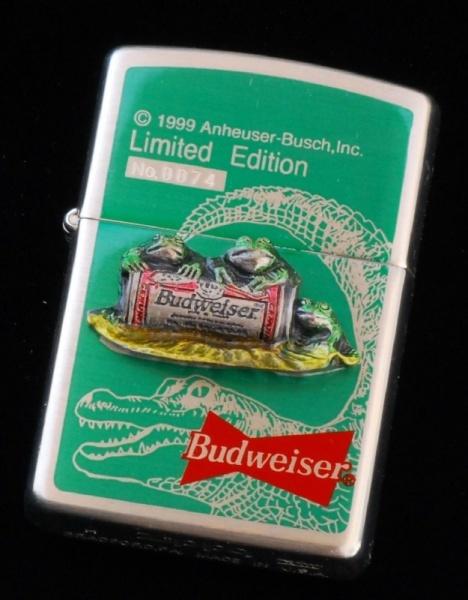 © 1999 Anheuser-Busch, Inc.
Limited Edition
No.0074
Budweiser
Budweiser